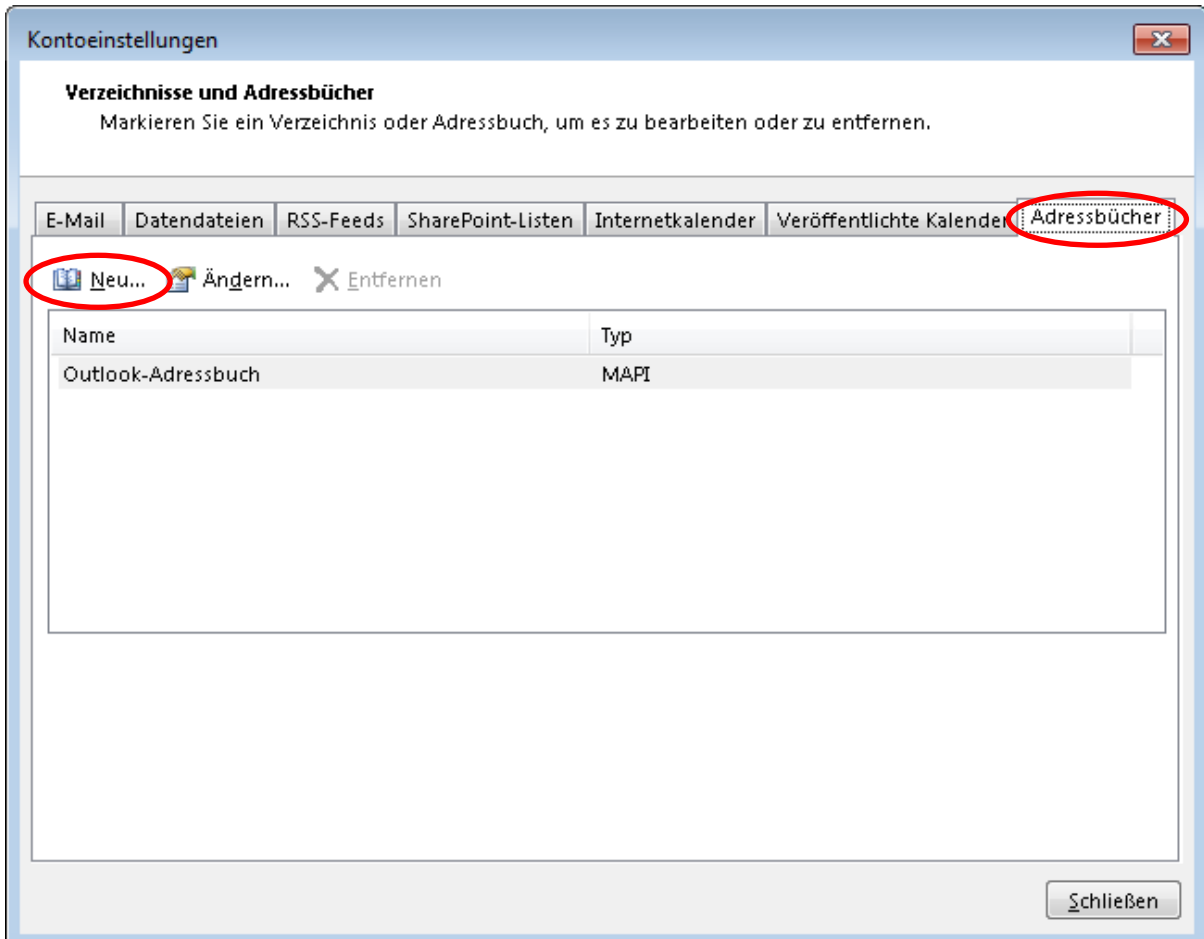 Kontoeinstellungen
Verzeichnisse und Adressbücher
Markieren Sie ein Verzeichnis oder Adressbuch, um es zu bearbeiten oder zu entfernen.
E-Mail Datendateien RSS-Feeds SharePoint-Listen Internetkalender Veröffentlichte Kalender Adressbücher
Neu... Ändern... Entfernen
Name Typ
Outlook-Adressbuch MAPI
Schließen